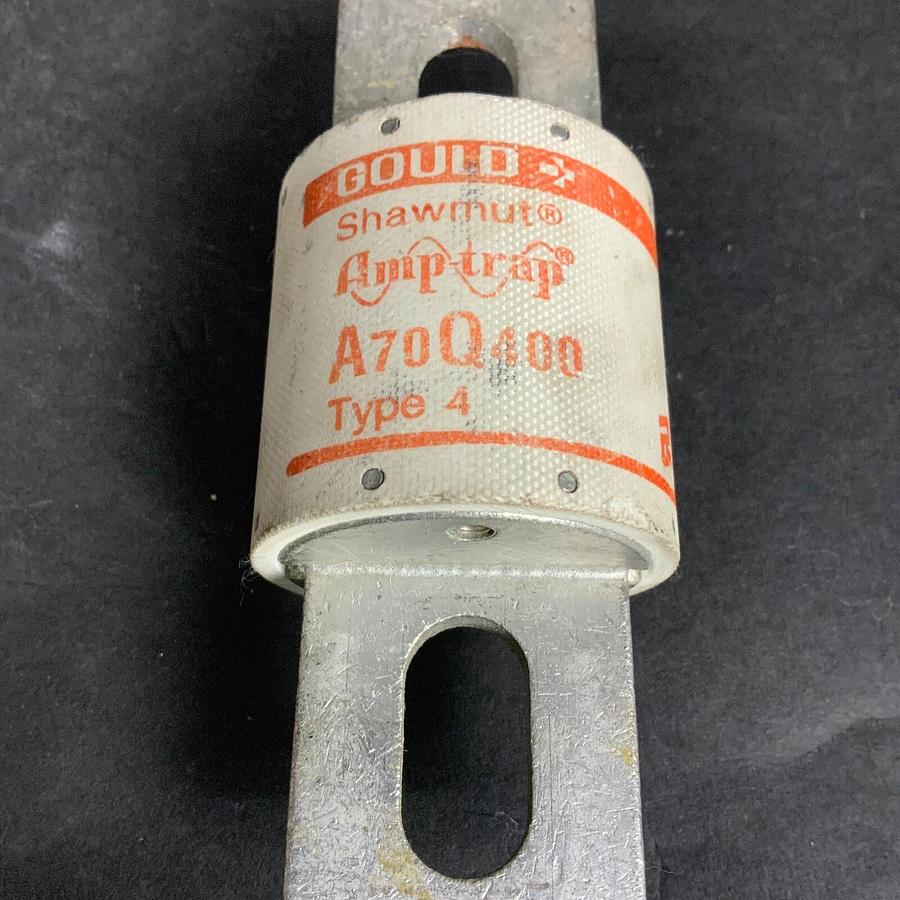 GOULD
Shawmut®
Amp-trap®
A70Q400
Type 4